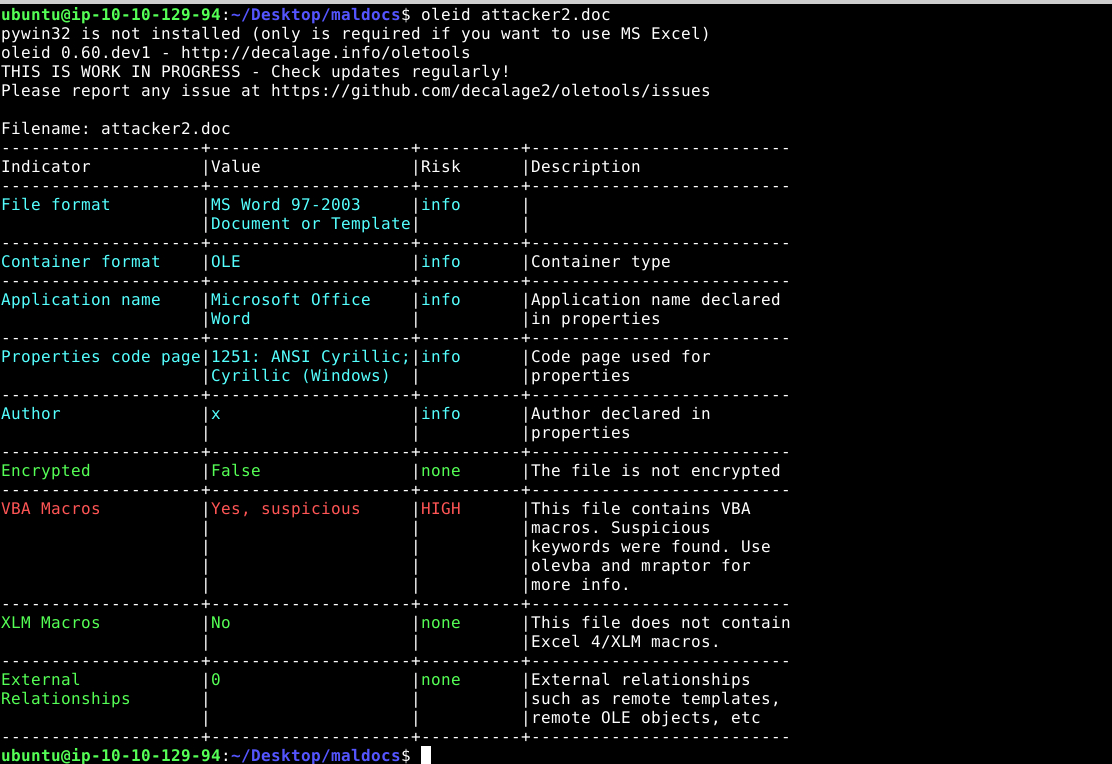 ubuntu@ip-10-10-129-94:~/Desktop/maldocs$ oleid attacker2.doc
pywin32 is not installed (only is required if you want to use MS Excel)
oleid 0.60.dev1 - http://decalage.info/oletools
THIS IS WORK IN PROGRESS - Check updates regularly!
Please report any issue at https://github.com/decalage2/oletools/issues

Filename: attacker2.doc
--------------------+--------------------+----------+--------------------------
Indicator           |Value               |Risk      |Description
--------------------+--------------------+----------+--------------------------
File format         |MS Word 97-2003     |info      |
                    |Document or Template|          |
--------------------+--------------------+----------+--------------------------
Container format    |OLE                 |info      |Container type
--------------------+--------------------+----------+--------------------------
Application name    |Microsoft Office    |info      |Application name declared
                    |Word                |          |in properties
--------------------+--------------------+----------+--------------------------
Properties code page|1251: ANSI Cyrillic;|info      |Code page used for
                    |Cyrillic (Windows)  |          |properties
--------------------+--------------------+----------+--------------------------
Author              |x                   |info      |Author declared in
                    |                    |          |properties
--------------------+--------------------+----------+--------------------------
Encrypted           |False               |none      |The file is not encrypted
--------------------+--------------------+----------+--------------------------
VBA Macros          |Yes, suspicious     |HIGH      |This file contains VBA
                    |                    |          |macros. Suspicious
                    |                    |          |keywords were found. Use
                    |                    |          |olevba and mraptor for
                    |                    |          |more info.
--------------------+--------------------+----------+--------------------------
XLM Macros          |No                  |none      |This file does not contain
                    |                    |          |Excel 4/XLM macros.
--------------------+--------------------+----------+--------------------------
External            |0                   |none      |External relationships
Relationships       |                    |          |such as remote templates,
                    |                    |          |remote OLE objects, etc
--------------------+--------------------+----------+--------------------------
ubuntu@ip-10-10-129-94:~/Desktop/maldocs$